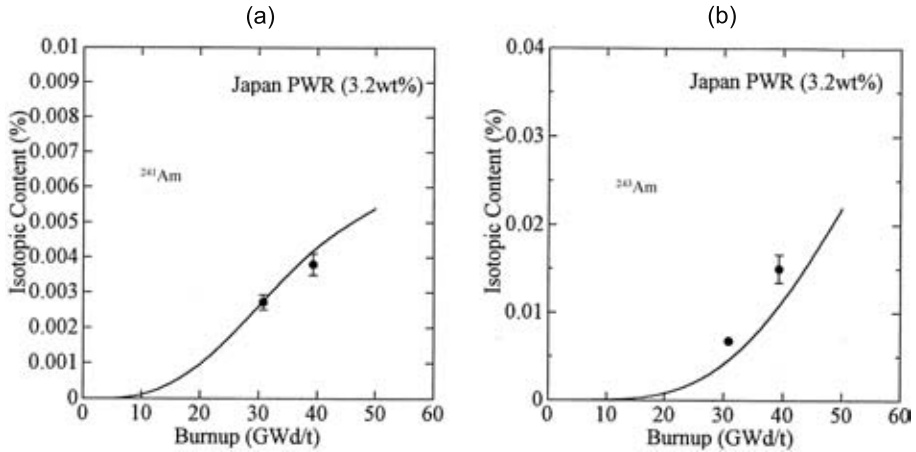 (a)
0.01
0.009
0.008
0.007
0.006
0.005
0.004
0.003
0.002
0.001
0
Isotopic Content (%)
Japan PWR (3.2wt%)
²⁴¹Am
0 10 20 30 40 50 60
Burnup (GWd/t)
(b)
0.04
0.03
0.02
0.01
0
Isotopic Content (%)
Japan PWR (3.2wt%)
²⁴³Am
0 10 20 30 40 50 60
Burnup (GWd/t)